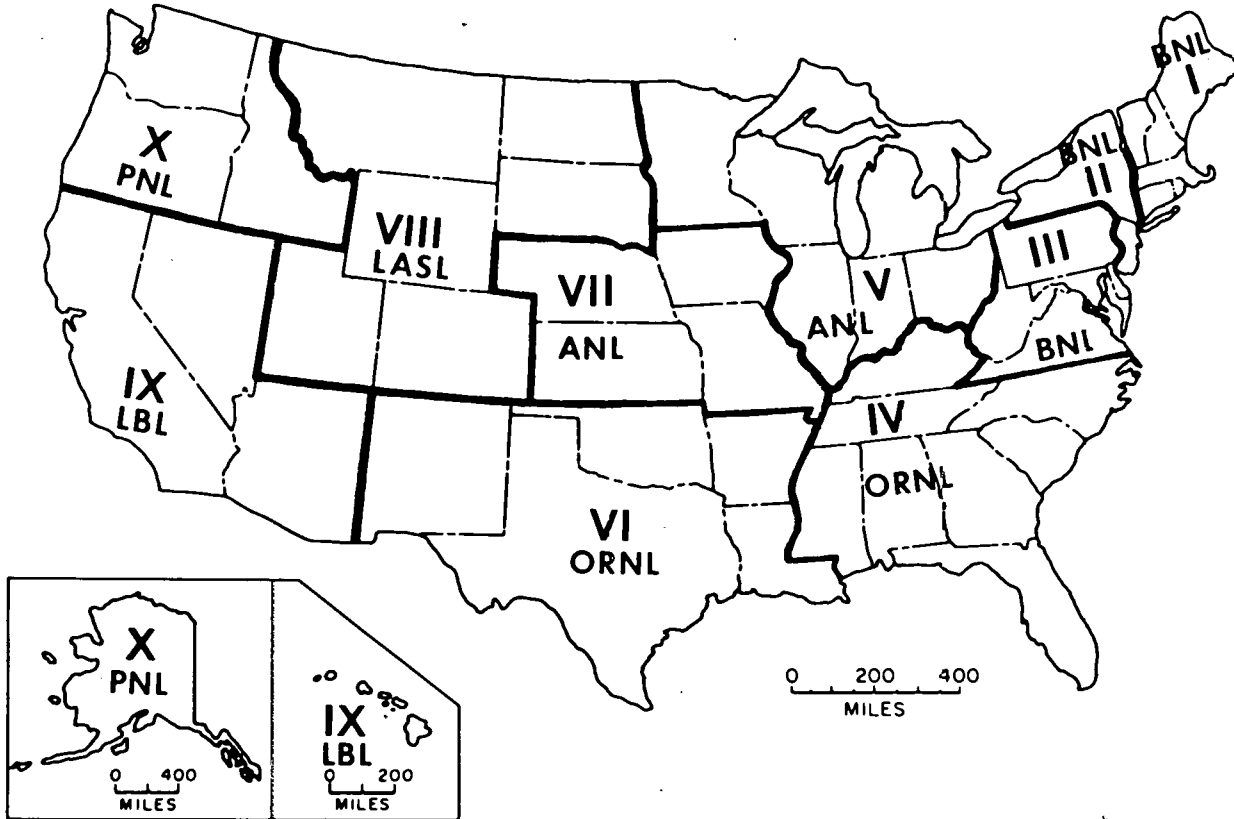 BNL
I
X
PNL
BNL
II
VIII
LASL
III
VII
V
ANL
ANL
BNL
IX
LBL
IV
ORNL
VI
ORNL
X
PNL
0 400
MILES
IX
LBL
0 200
MILES
0 200 400
MILES